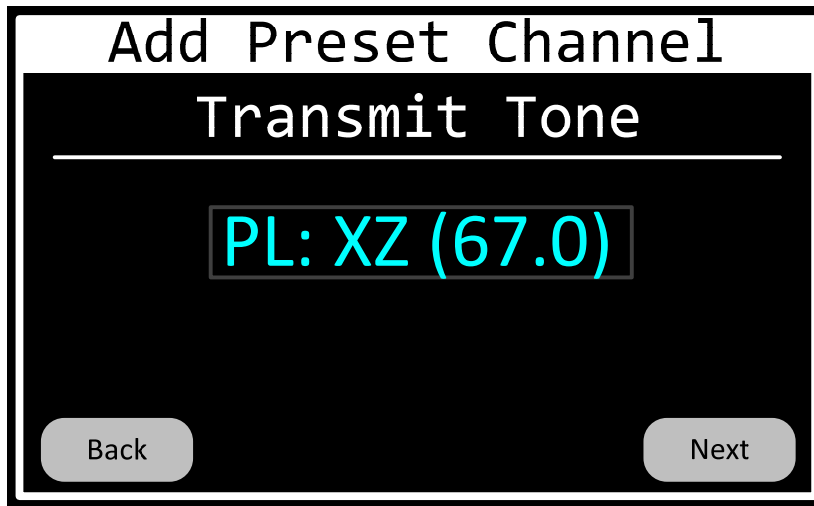 Add Preset Channel
Transmit Tone
PL: XZ (67.0)
Back
Next